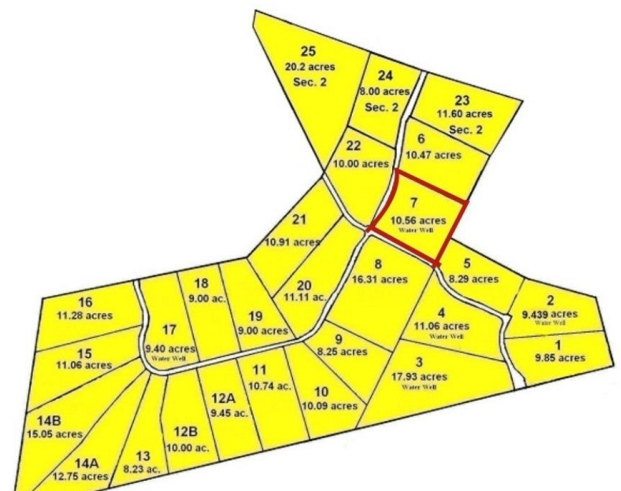 25
20.2 acres
Sec. 2
24
8.00 acres
Sec. 2
23
11.60 acres
Sec. 2
6
10.47 acres
22
10.00 acres
7
10.56 acres
Water Well
21
10.91 acres
5
8.29 acres
8
16.31 acres
20
11.11 ac.
18
9.00 ac.
16
11.28 acres
2
9.439 acres
Water Well
4
11.06 acres
Water Well
19
9.00 acres
17
9.40 acres
Water Well
9
8.25 acres
1
9.85 acres
15
11.06 acres
3
17.93 acres
Water Well
11
10.74 ac.
10
10.09 acres
12A
9.45 ac.
14B
15.05 acres
12B
10.00 ac.
13
8.23 ac.
14A
12.75 acres